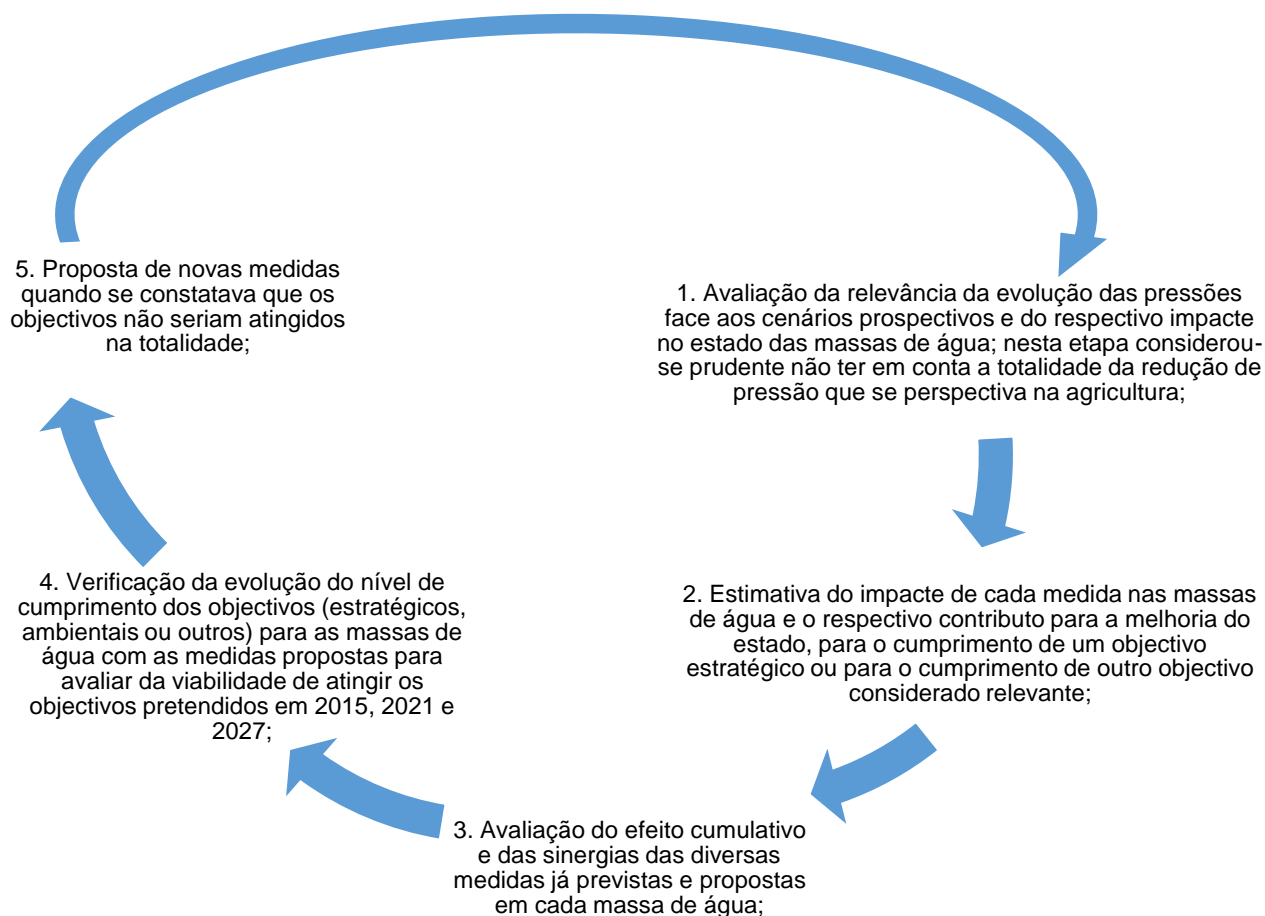 1. Avaliação da relevância da evolução das pressões
face aos cenários prospectivos e do respectivo impacte
no estado das massas de água; nesta etapa considerou-
se prudente não ter em conta a totalidade da redução de
pressão que se perspectiva na agricultura;
2. Estimativa do impacte de cada medida nas massas
de água e o respectivo contributo para a melhoria do
estado, para o cumprimento de um objectivo
estratégico ou para o cumprimento de outro objectivo
considerado relevante;
3. Avaliação do efeito cumulativo
e das sinergias das diversas
medidas já previstas e propostas
em cada massa de água;
4. Verificação da evolução do nível de
cumprimento dos objectivos (estratégicos,
ambientais ou outros) para as massas de
água com as medidas propostas para
avaliar da viabilidade de atingir os
objectivos pretendidos em 2015, 2021 e
2027;
5. Proposta de novas medidas
quando se constatava que os
objectivos não seriam atingidos
na totalidade;